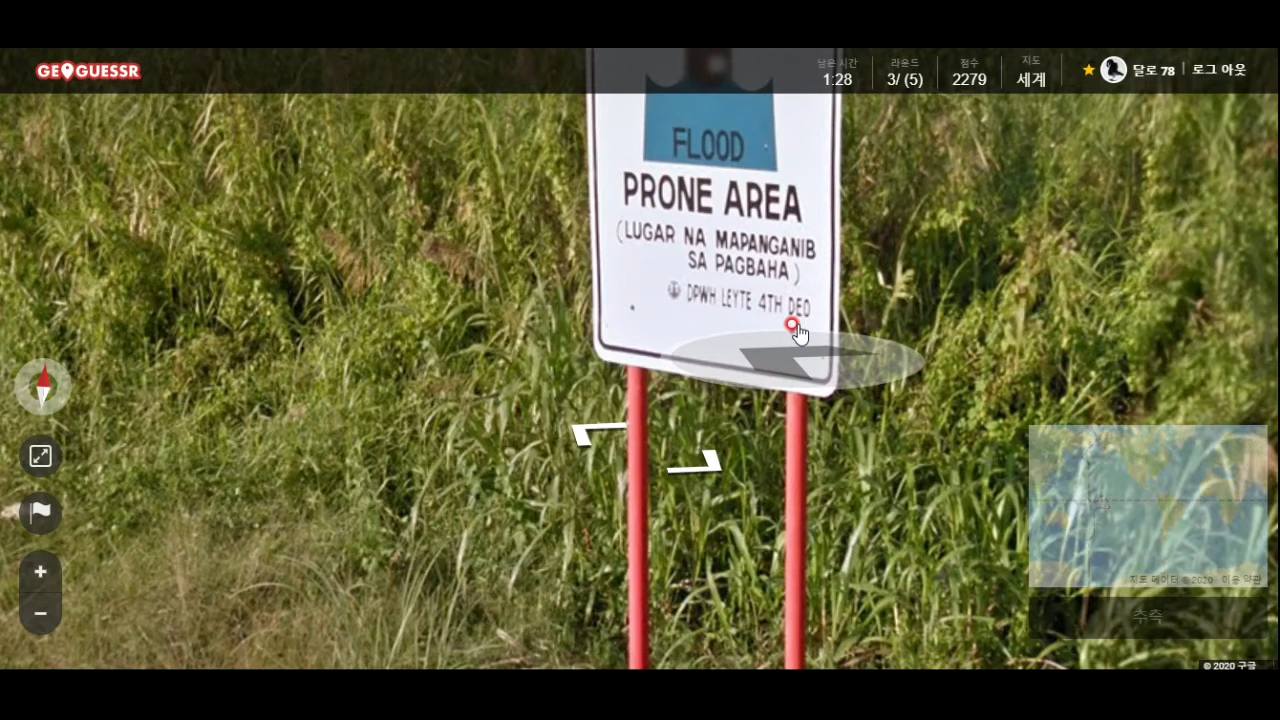 GEOGUESSR
남은 시간
1:28
라운드
3/ (5)
점수
2279
지도
세계
달로 78
로그 아웃
FLOOD
PRONE AREA
(LUGAR NA MAPANGANIB
SA PAGBAHA)
DPWH LEYTE 4TH DEO
지도 데이터 © 2020 이용 약관
추측
© 2020 구글